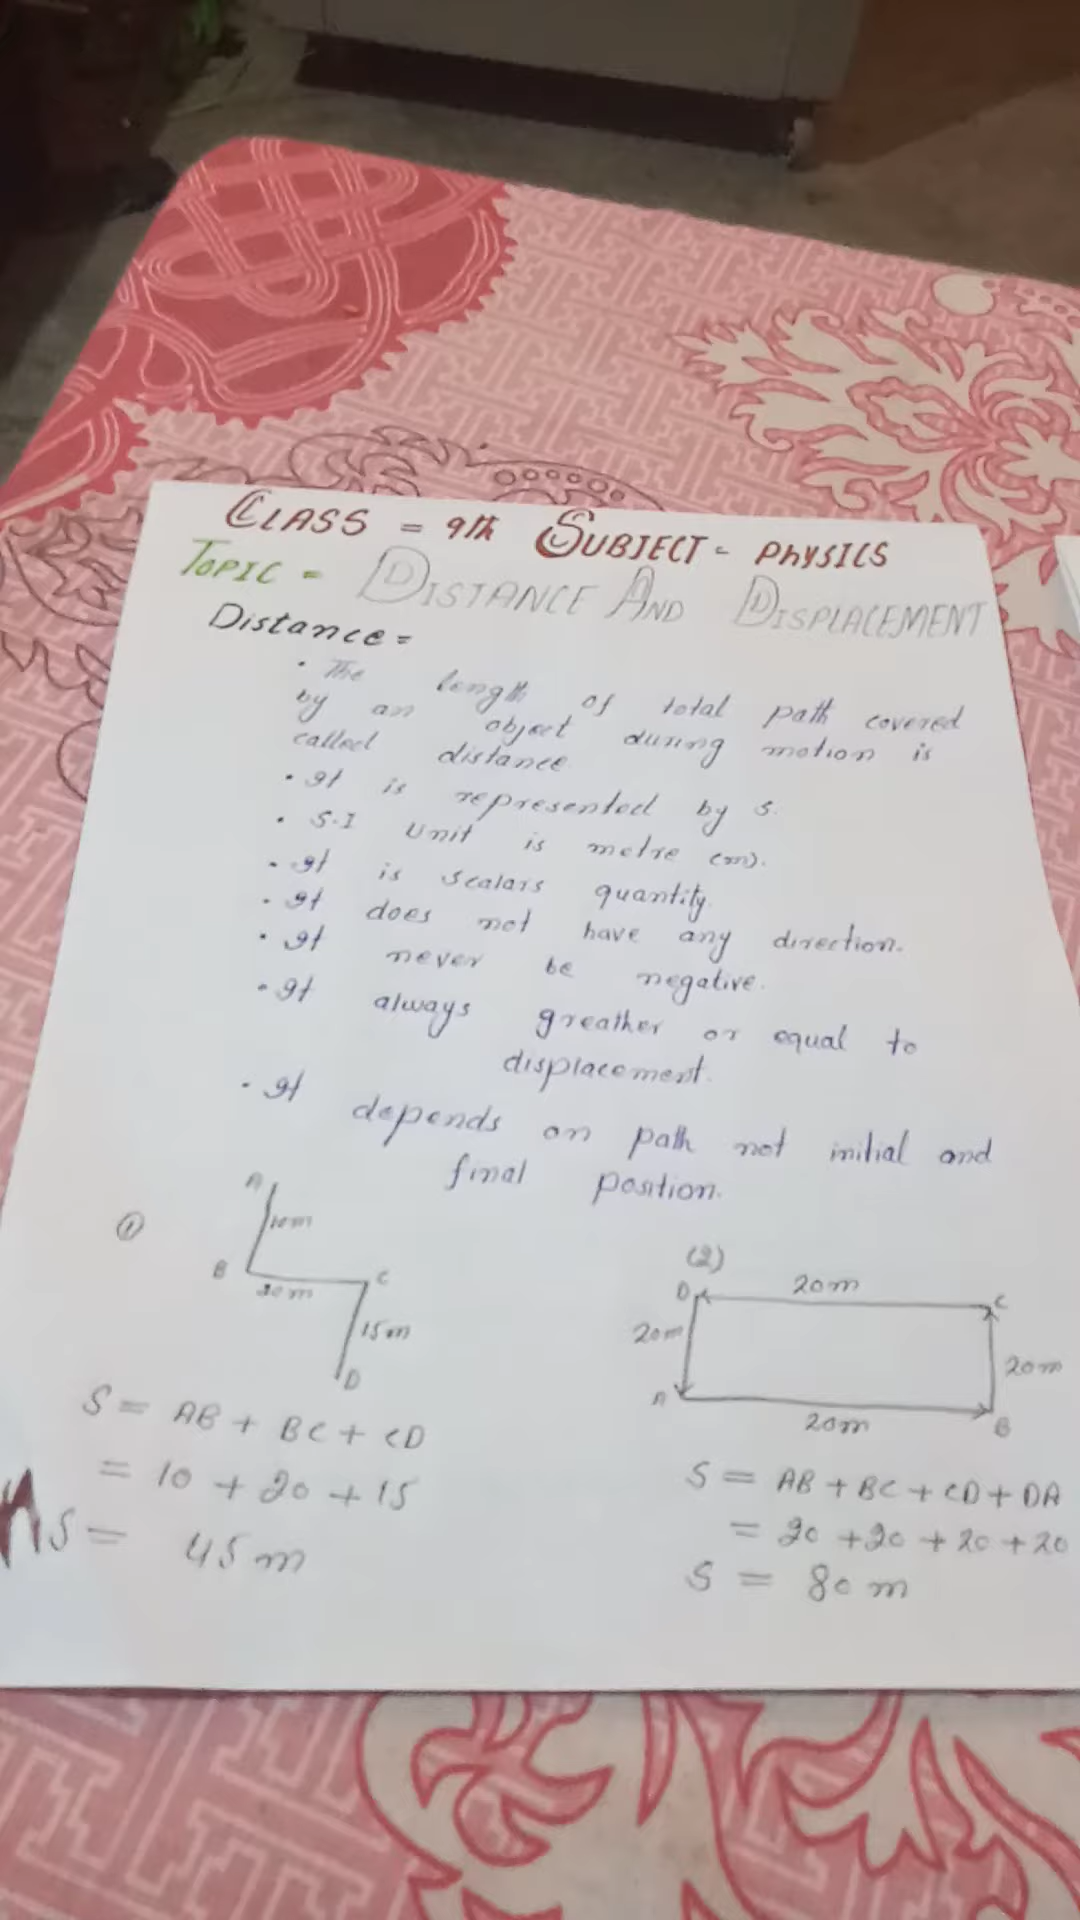 CLASS = 9th SUBJECT - PhYSICS
TOPIC = DISTANCE AND DISPLACEMENT
Distance =
• The length of total path covered
by an object during motion is
called distance.
• It is represented by s.
• S.I Unit is metre (m).
• It is scalars quantity.
• It does not have any direction.
• It never be negative.
• It always greather or equal to
displacement.
• It depends on path not initial and
final position.
①
A
10m
B
20m
C
15m
D
S = AB + BC + CD
= 10 + 20 + 15
S = 45 m
(2)
D
20m
C
20m
20m
A
20m
B
S = AB + BC + CD + DA
= 20 + 20 + 20 + 20
S = 80 m